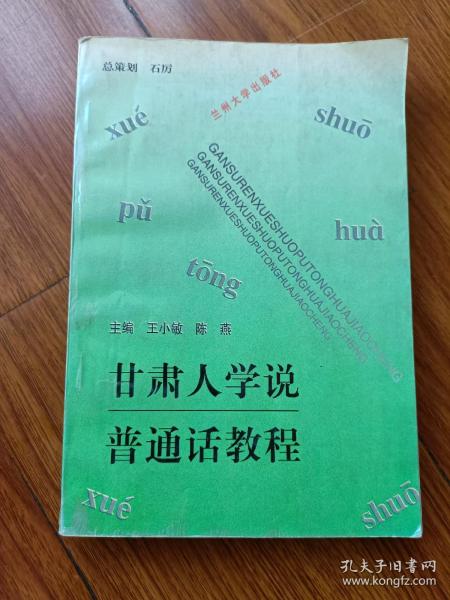 总策划 石厉
兰州大学出版社
xué
shuō
GANSURENXUESHUOPUTONGHUAJIAOCHENG
GANSURENXUESHUOPUTONGHUAJIAOCHENG
GANSURENXUESHUOPUTONGHUAJIAOCHENG
pǔ
huà
tōng
主编 王小敏 陈燕
甘肃人学说
普通话教程
xué
shuō
孔夫子旧书网
www.kongfz.com